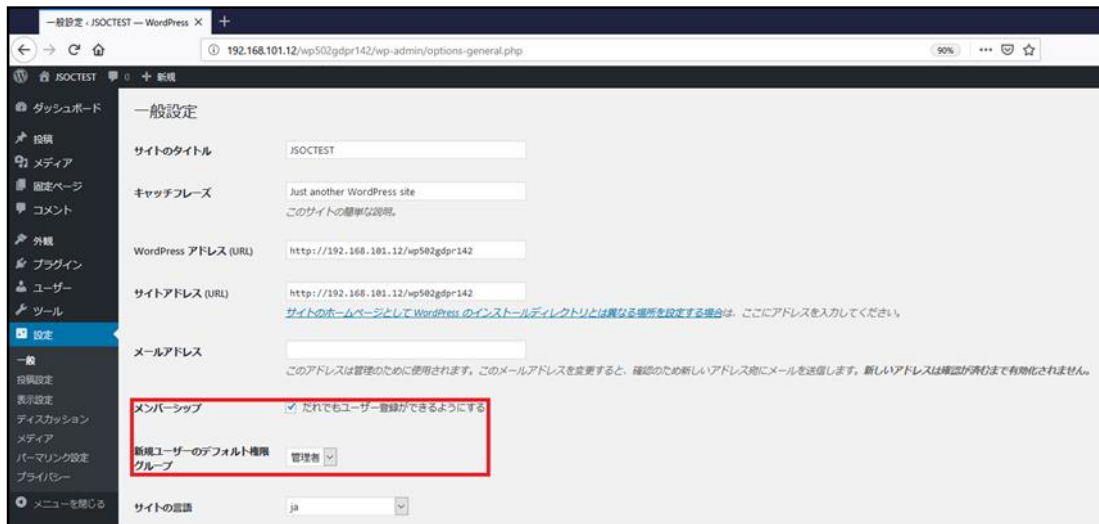 一般設定 ‹ JSOCTEST — WordPress
192.168.101.12/wp502gdpr142/wp-admin/options-general.php
90%
JSOCTEST 0 新規
ダッシュボード
投稿
メディア
固定ページ
コメント
外観
プラグイン
ユーザー
ツール
設定
一般
投稿設定
表示設定
ディスカッション
メディア
パーマリンク設定
プライバシー
メニューを閉じる
一般設定
サイトのタイトル JSOCTEST
キャッチフレーズ Just another WordPress site
このサイトの簡単な説明。
WordPress アドレス (URL) http://192.168.101.12/wp502gdpr142
サイトアドレス (URL) http://192.168.101.12/wp502gdpr142
サイトのホームページとして WordPress のインストールディレクトリとは異なる場所を設定する場合は、ここにアドレスを入力してください。
メールアドレス
このアドレスは管理のために使用されます。このメールアドレスを変更すると、確認のため新しいアドレス宛にメールを送信します。新しいアドレスは確認が済むまで有効化されません。
メンバーシップ だれでもユーザー登録ができるようにする
新規ユーザーのデフォルト権限
グループ 管理者
サイトの言語 ja